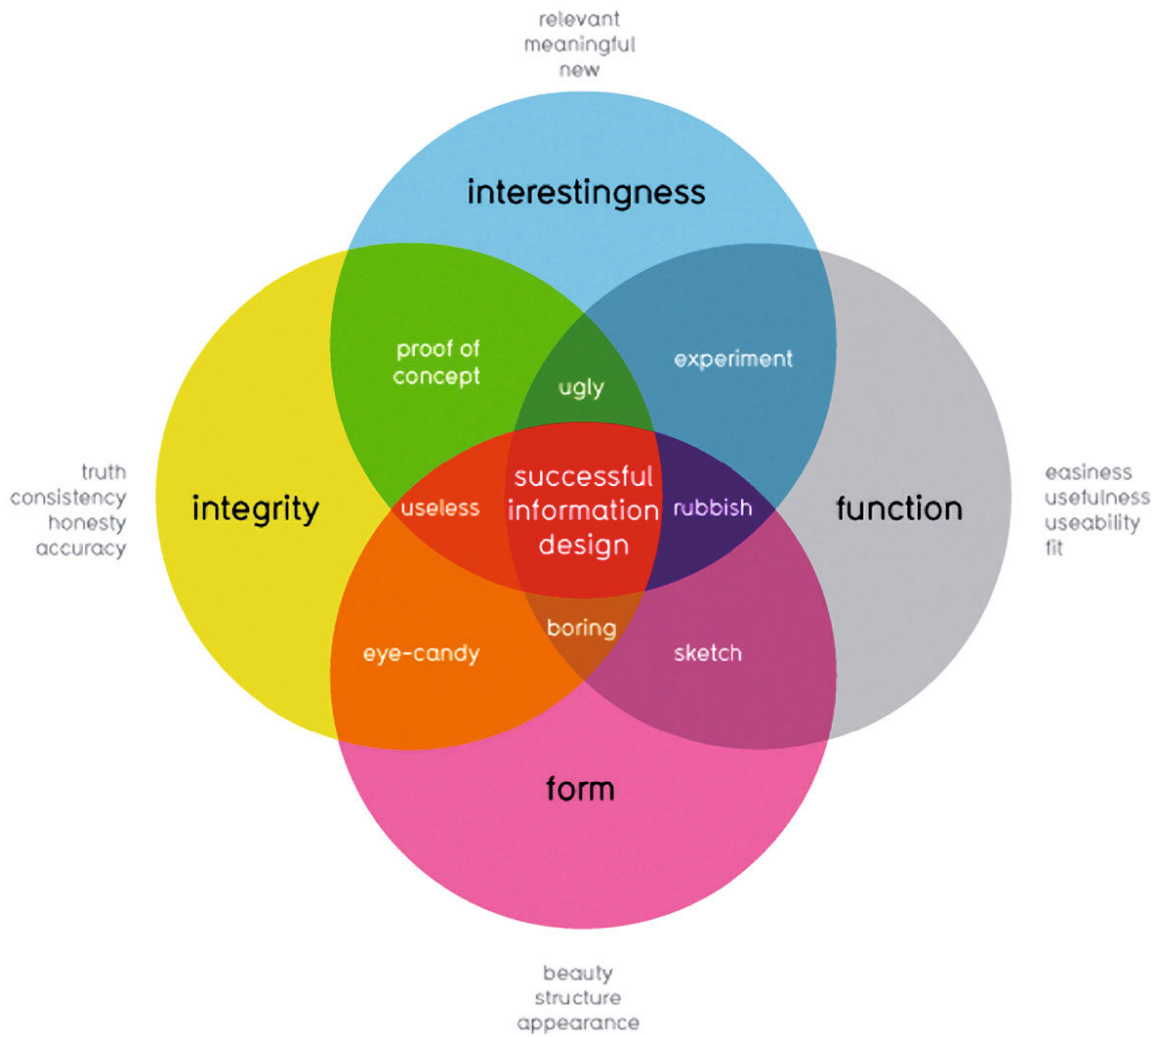 relevant
meaningful
new
interestingness
proof of
concept
experiment
ugly
truth
consistency
honesty
accuracy
integrity
useless
successful
information
design
rubbish
function
easiness
usefulness
useability
fit
boring
eye-candy
sketch
form
beauty
structure
appearance